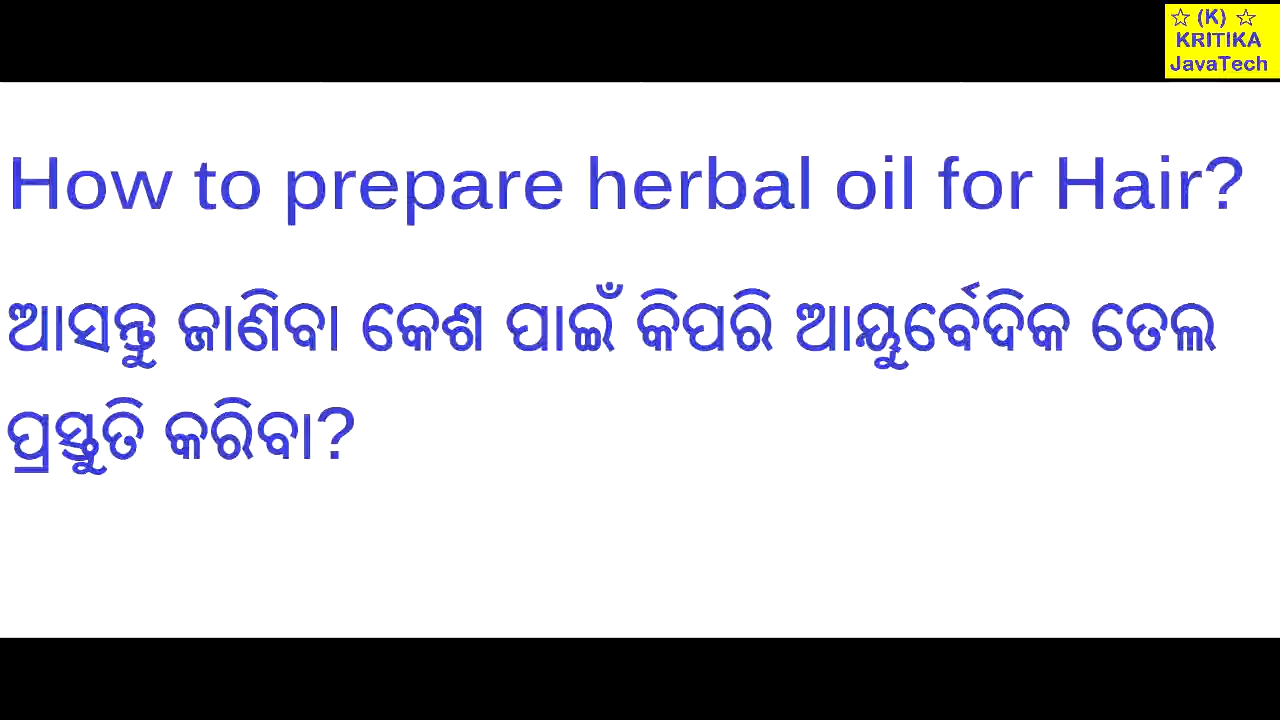 ☆ (K) ☆
KRITIKA
JavaTech
How to prepare herbal oil for Hair?
ଆସନ୍ତୁ ଜାଣିବା କେଶ ପାଇଁ କିପରି ଆୟୁର୍ବେଦିକ ତେଲ
ପ୍ରସ୍ତୁତି କରିବା?